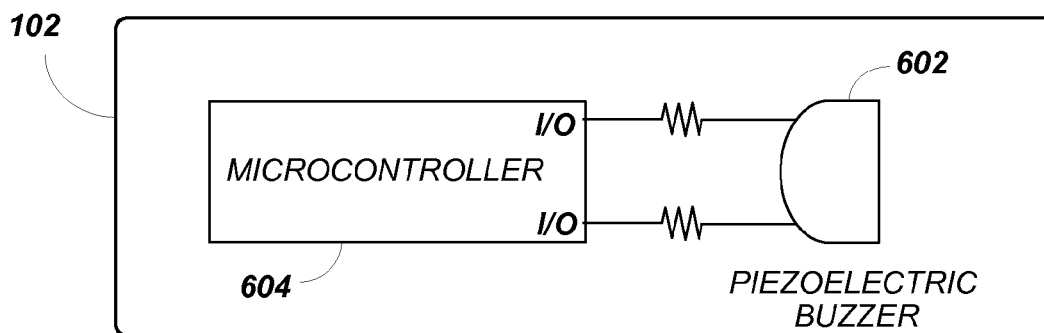 102
602
I/O
MICROCONTROLLER
I/O
604
PIEZOELECTRIC
BUZZER